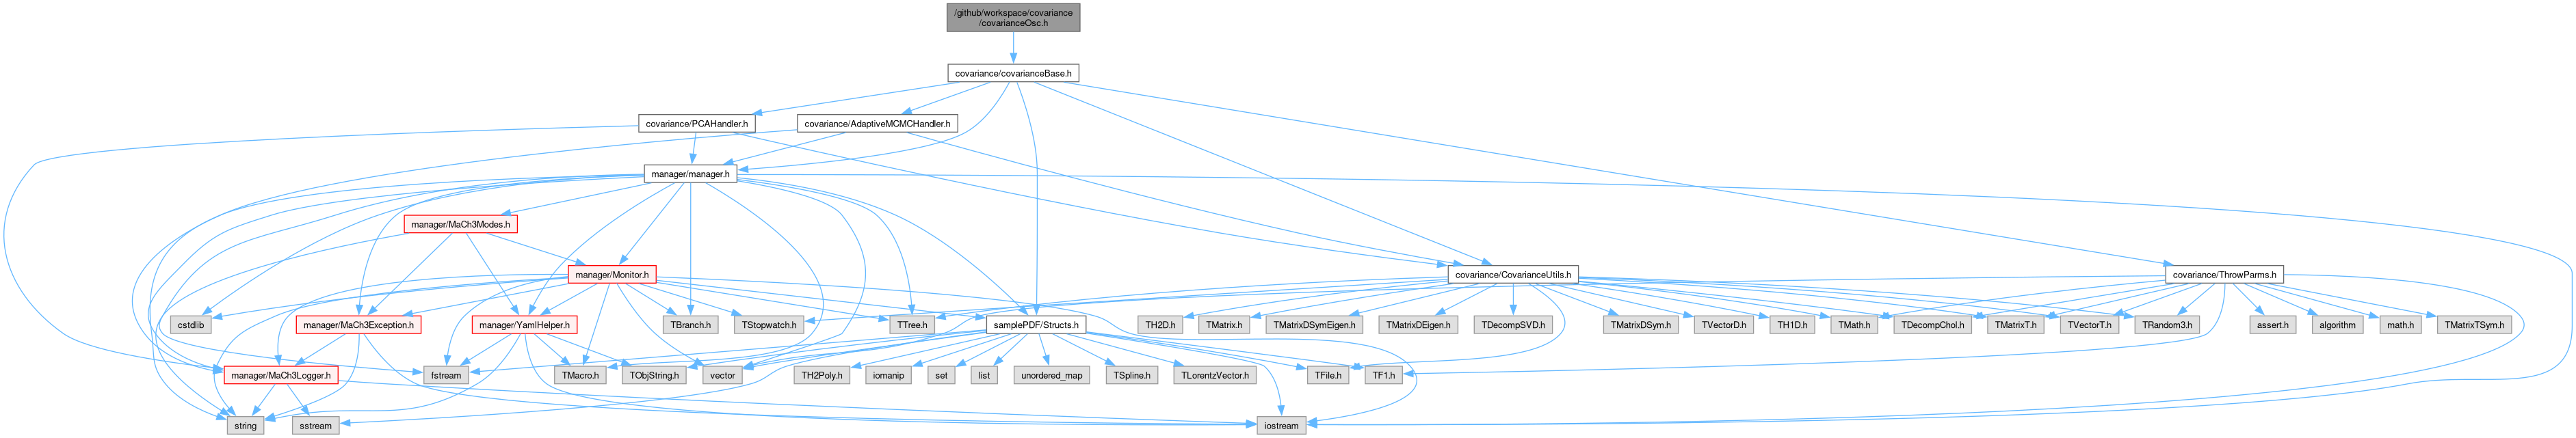 /github/workspace/covariance
/covarianceOsc.h
covariance/covarianceBase.h
covariance/PCAHandler.h
covariance/AdaptiveMCMCHandler.h
manager/manager.h
manager/MaCh3Modes.h
manager/Monitor.h
covariance/CovarianceUtils.h
covariance/ThrowParms.h
cstdlib
manager/MaCh3Exception.h
manager/YamlHelper.h
TBranch.h
TStopwatch.h
TTree.h
samplePDF/Structs.h
TH2D.h
TMatrix.h
TMatrixDSymEigen.h
TMatrixDEigen.h
TDecompSVD.h
TMatrixDSym.h
TVectorD.h
TH1D.h
TMath.h
TDecompChol.h
TMatrixT.h
TVectorT.h
TRandom3.h
assert.h
algorithm
math.h
TMatrixTSym.h
manager/MaCh3Logger.h
fstream
TMacro.h
TObjString.h
vector
TH2Poly.h
iomanip
set
list
unordered_map
TSpline.h
TLorentzVector.h
TFile.h
TF1.h
string
sstream
iostream